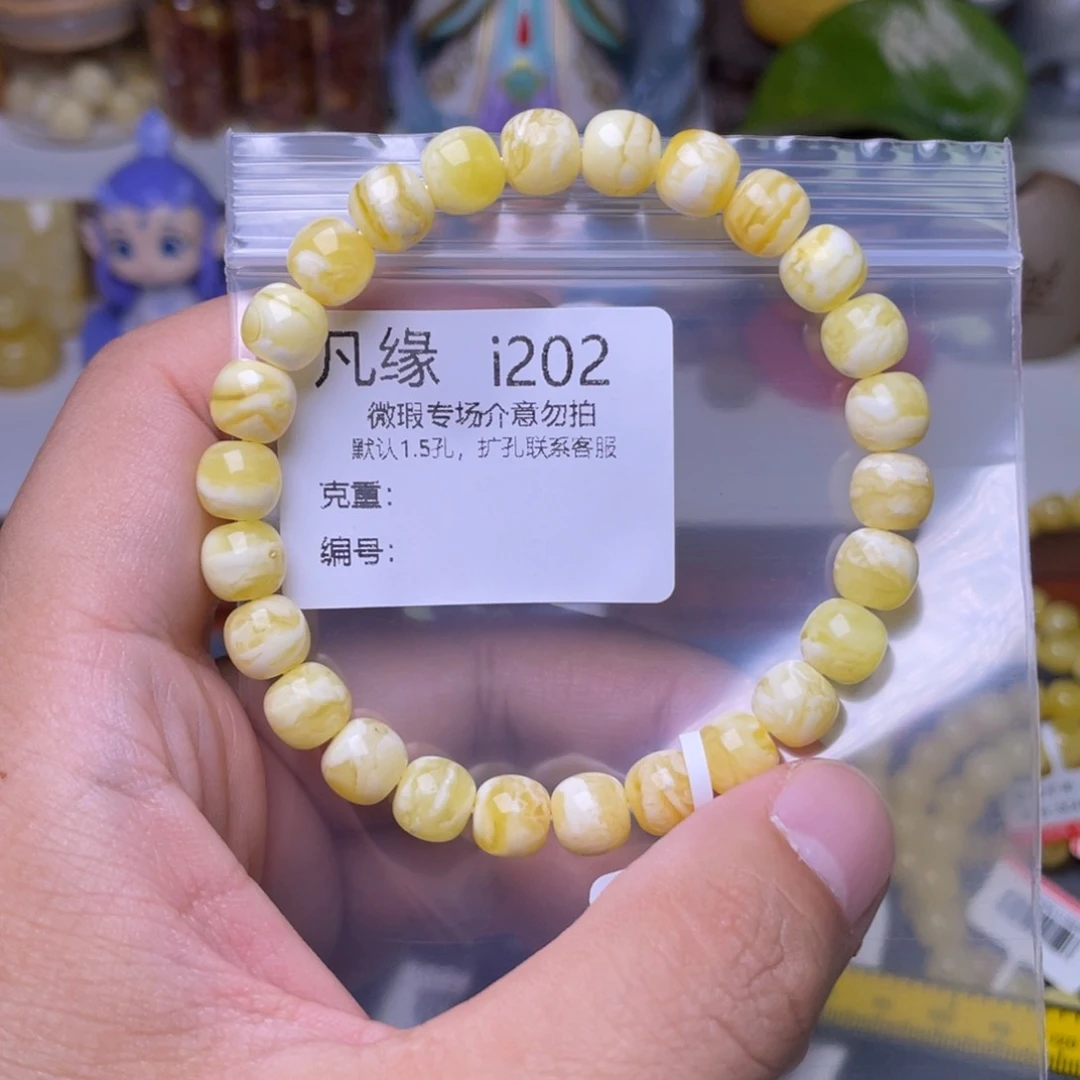 凡缘 i202
微瑕专场介意勿拍
默认1.5孔，扩孔联系客服
克重：
编号：